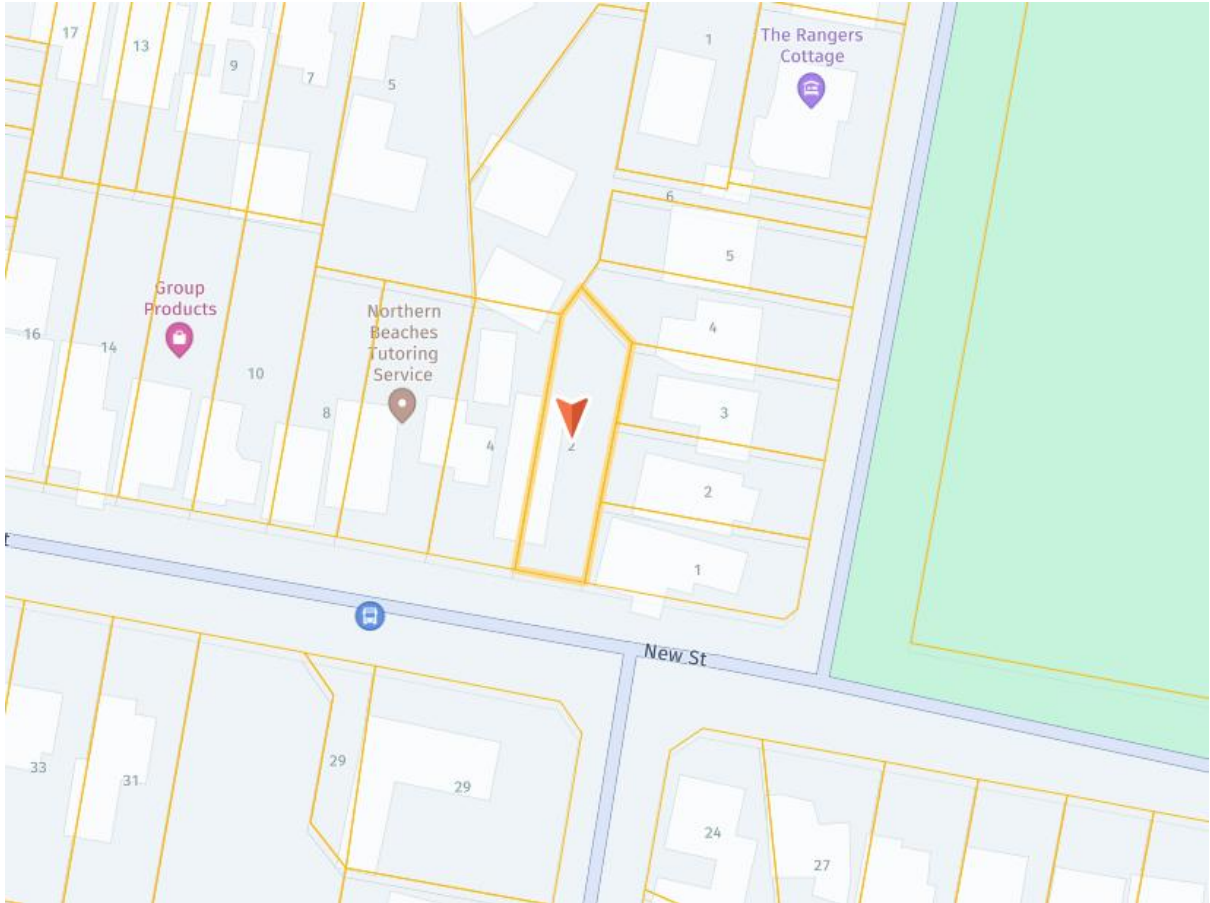 17
13
9
7
5
1
The Rangers
Cottage
6
5
Group
Products
Northern
Beaches
Tutoring
Service
16
14
10
8
4
2
4
3
2
1
New St
33
31
29
29
24
27